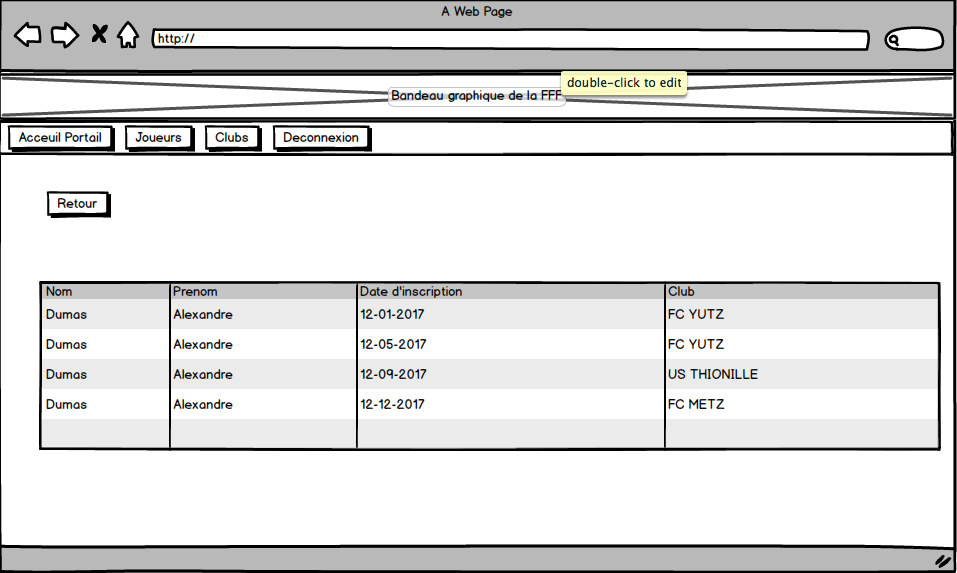 A Web Page
http://
double-click to edit
Bandeau graphique de la FFF
Acceuil Portail Joueurs Clubs Deconnexion
Retour
Nom Prenom Date d'inscription Club
Dumas Alexandre 12-01-2017 FC YUTZ
Dumas Alexandre 12-05-2017 FC YUTZ
Dumas Alexandre 12-09-2017 US THIONILLE
Dumas Alexandre 12-12-2017 FC METZ